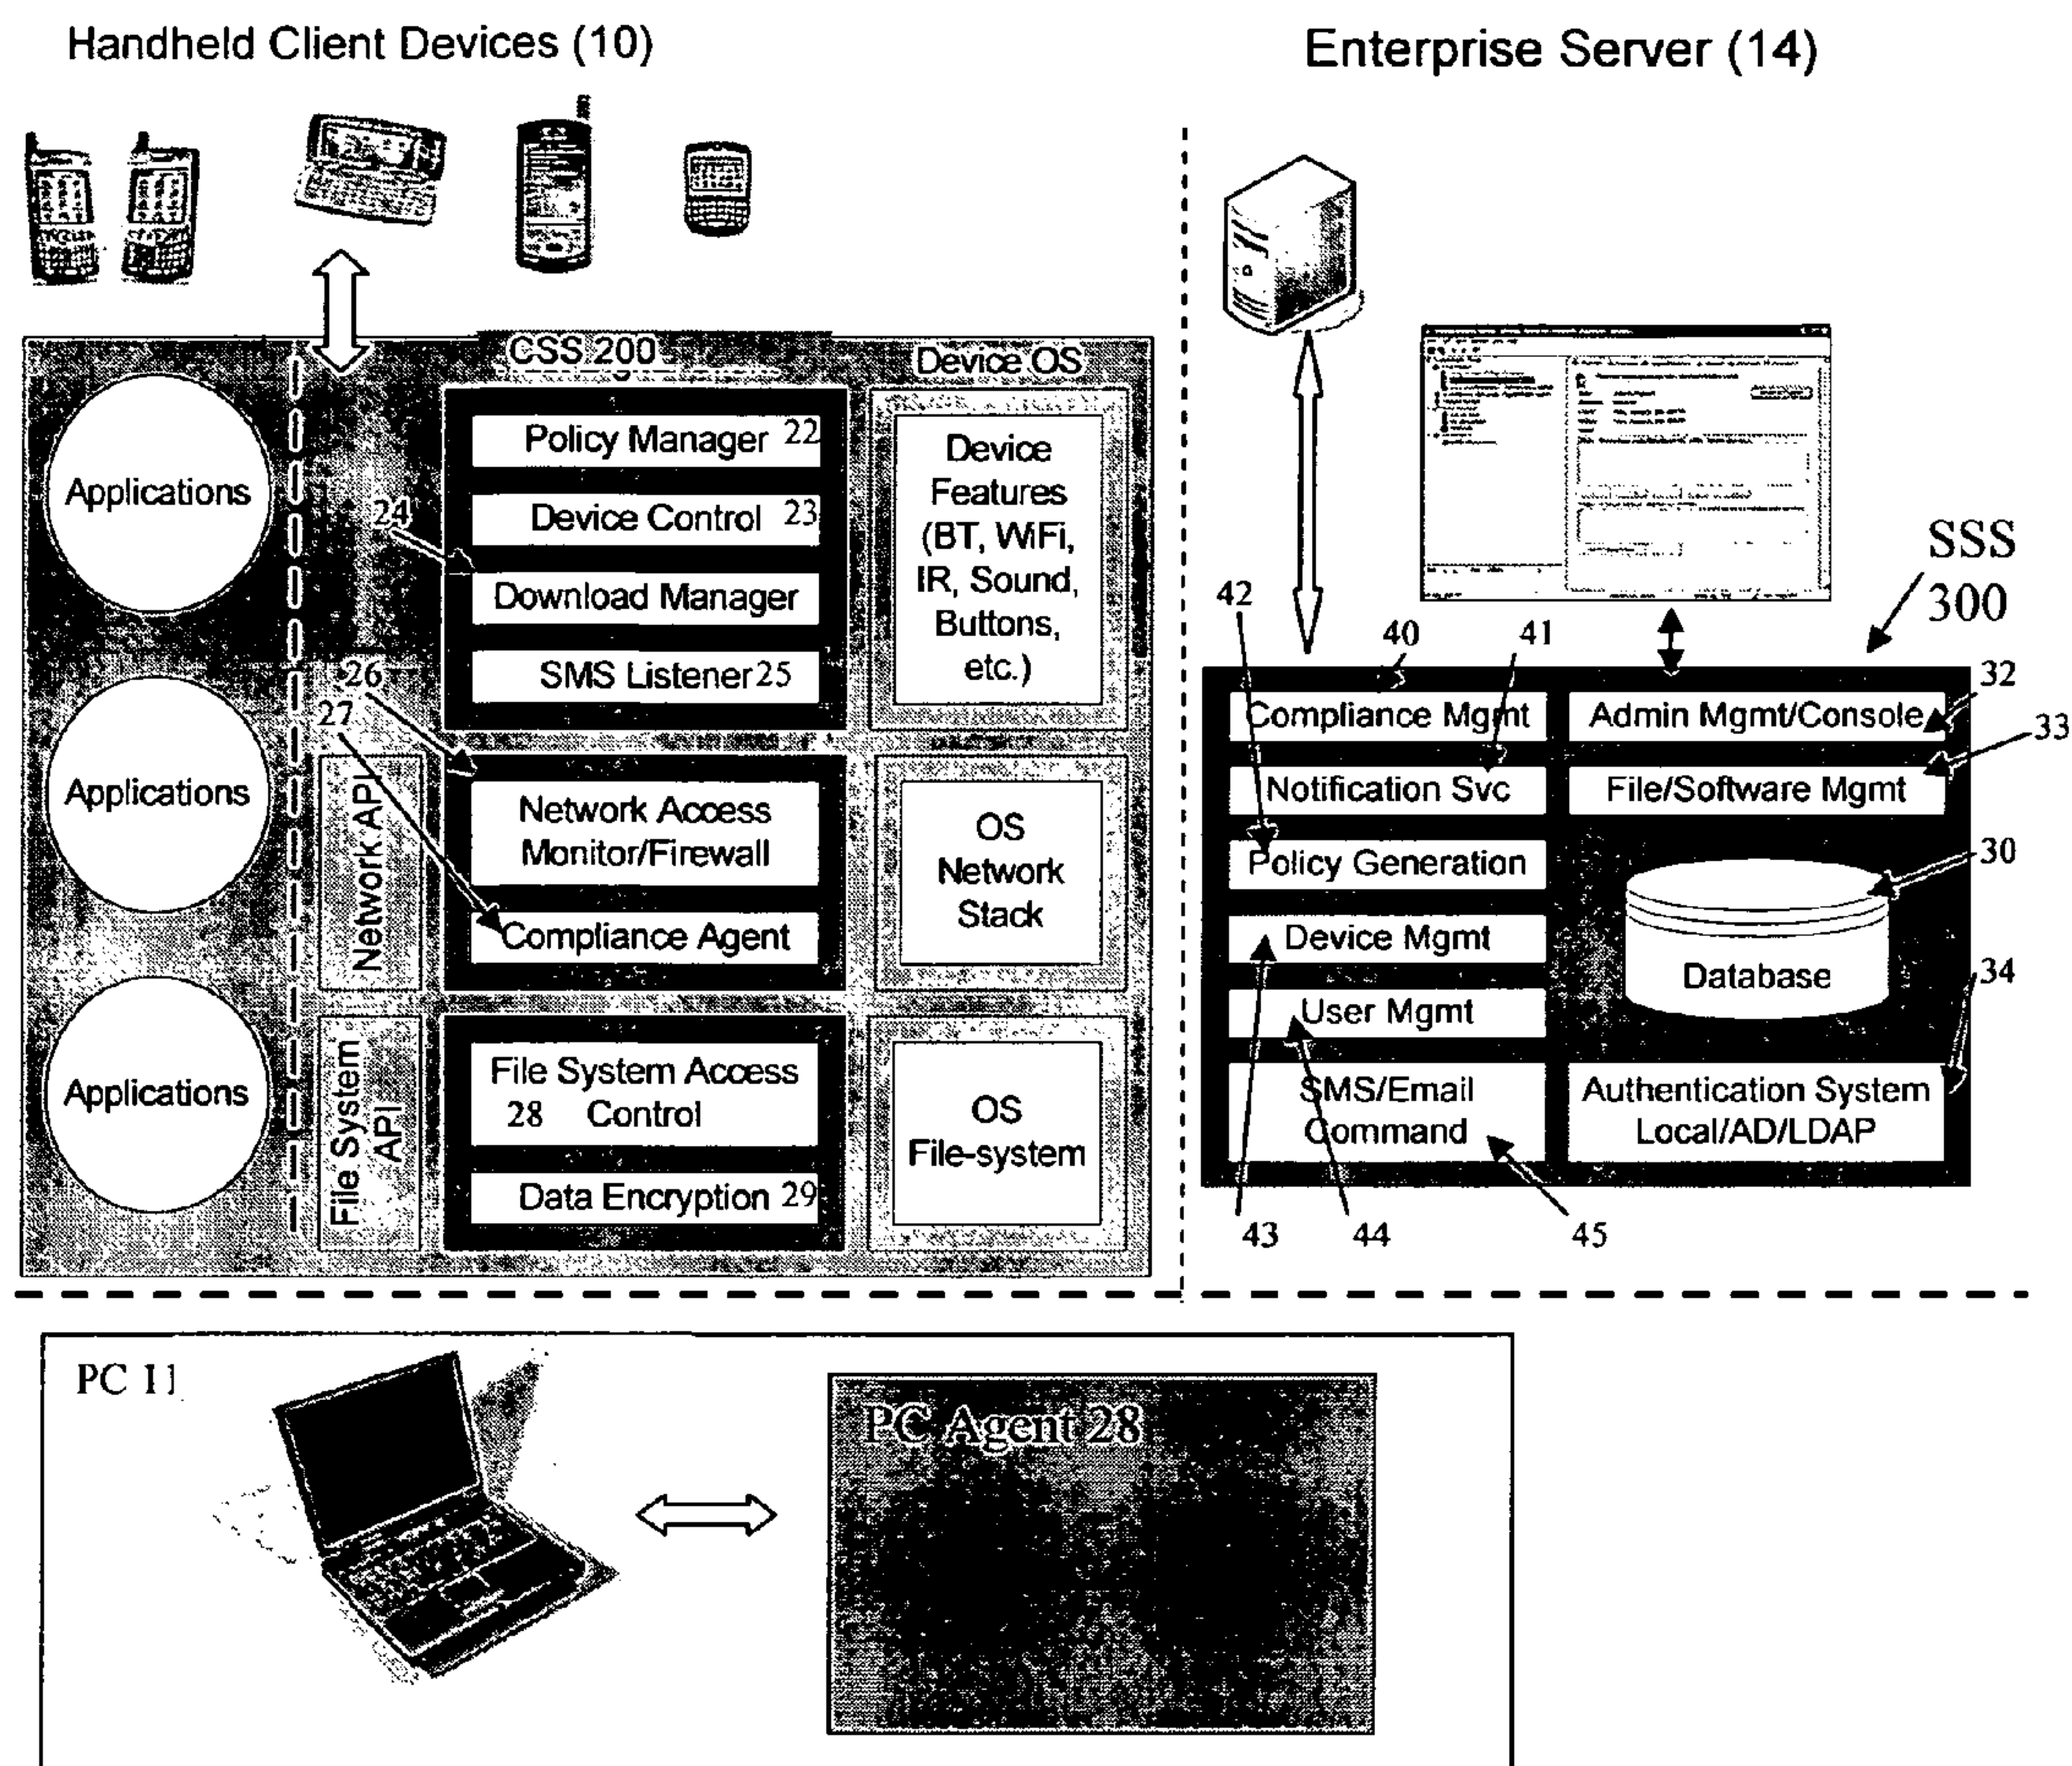 Handheld Client Devices (10)
Enterprise Server (14)
CSS 200
Device OS
Applications
Applications
Applications
Network API
File System
API
Policy Manager 22
Device Control 23
24
Download Manager
SMS Listener 25
26
27
Network Access
Monitor/Firewall
Compliance Agent
File System Access
28 Control
Data Encryption 29
Device
Features
(BT, WiFi,
IR, Sound,
Buttons,
etc.)
OS
Network
Stack
OS
File-system
SSS
300
42
40
41
32
33
30
34
Compliance Mgmt
Admin Mgmt/Console
Notification Svc
File/Software Mgmt
Policy Generation
Device Mgmt
Database
User Mgmt
SMS/Email
Command
Authentication System
Local/AD/LDAP
43
44
45
PC 11
PC Agent 28